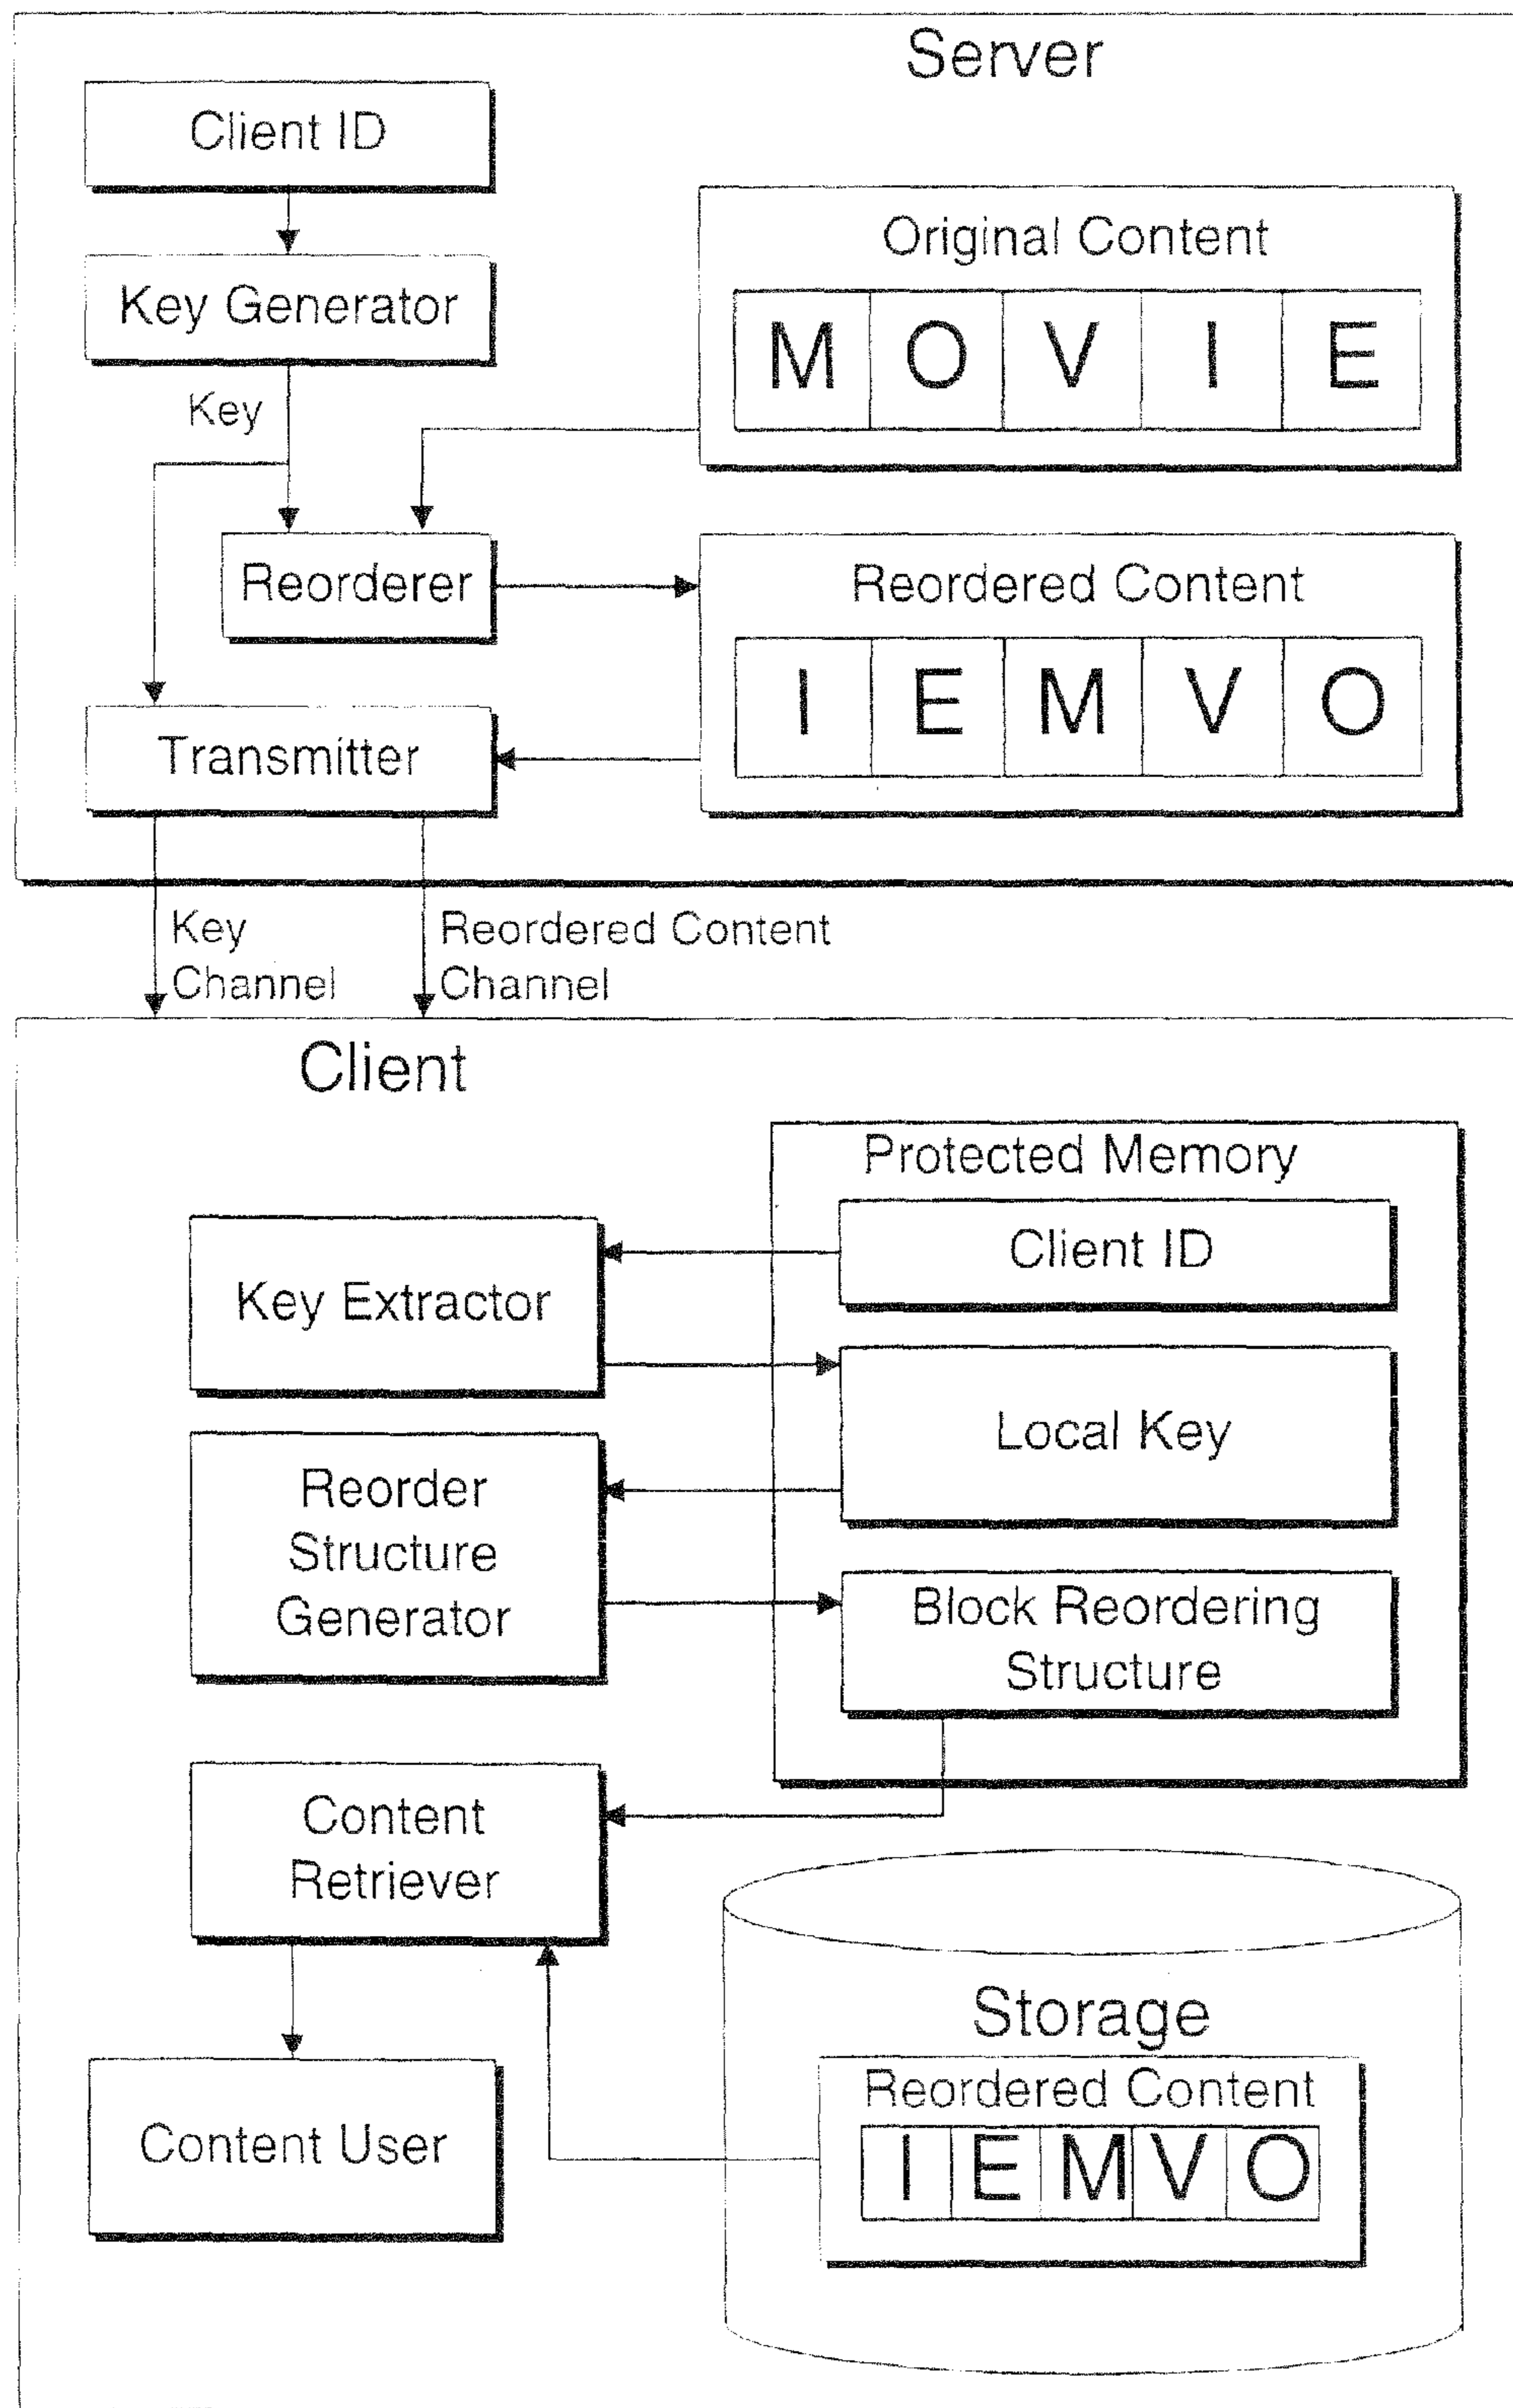 Server
Client ID
Key Generator
Key
Original Content
M O V I E
Reorderer
Reordered Content
I E M V O
Transmitter
Key
Channel
Reordered Content
Channel
Client
Protected Memory
Client ID
Key Extractor
Local Key
Reorder
Structure
Generator
Block Reordering
Structure
Content
Retriever
Storage
Reordered Content
I E M V O
Content User